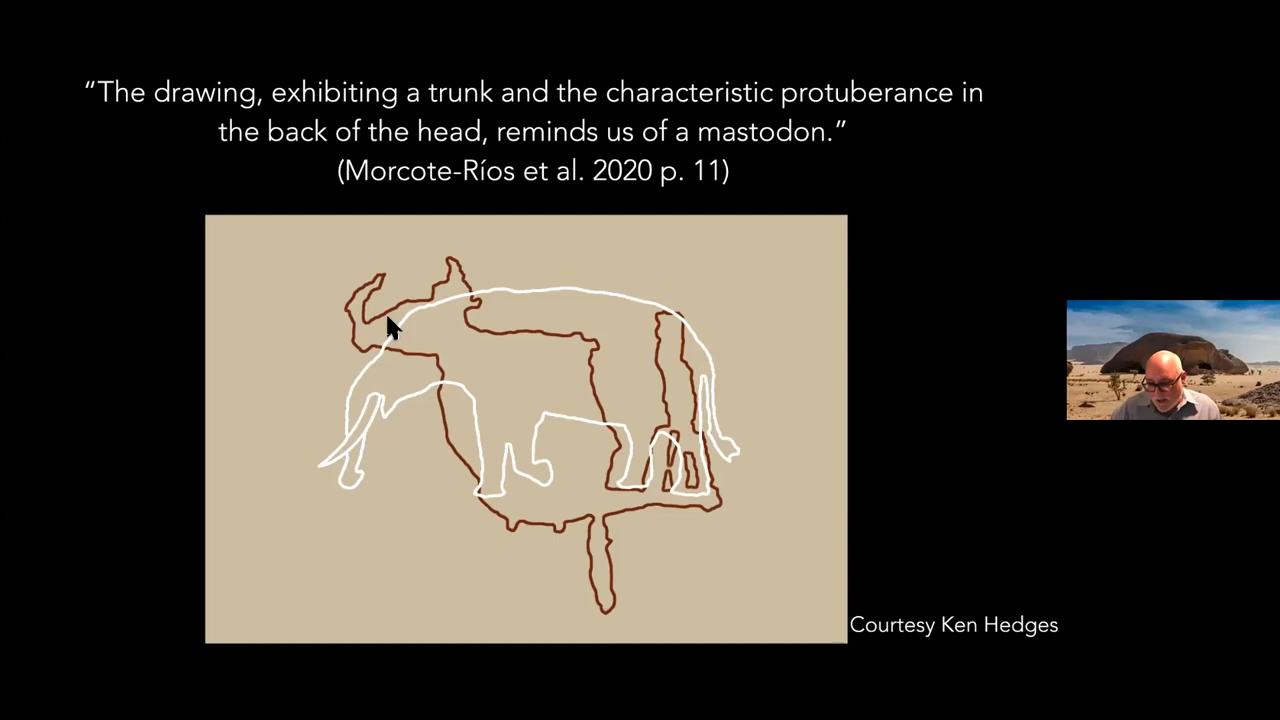 “The drawing, exhibiting a trunk and the characteristic protuberance in
the back of the head, reminds us of a mastodon.”
(Morcote-Ríos et al. 2020 p. 11)
Courtesy Ken Hedges